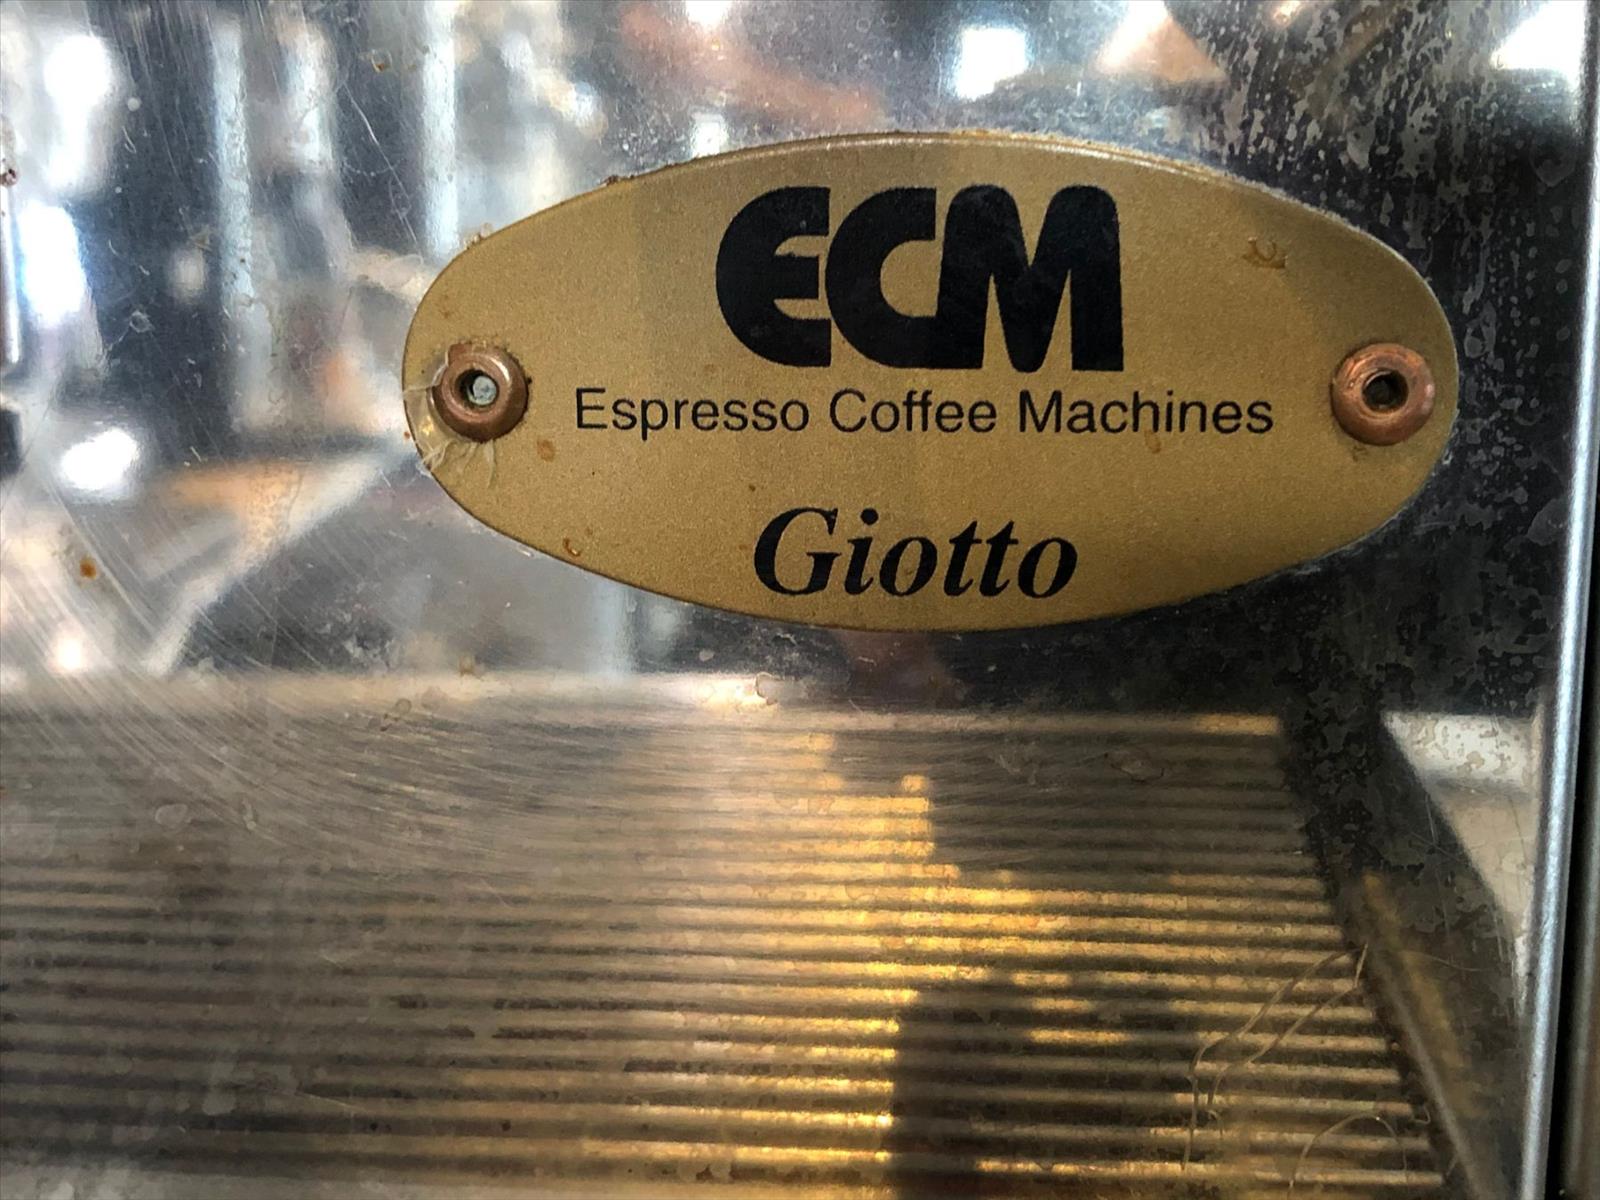 ECM
Espresso Coffee Machines
Giotto